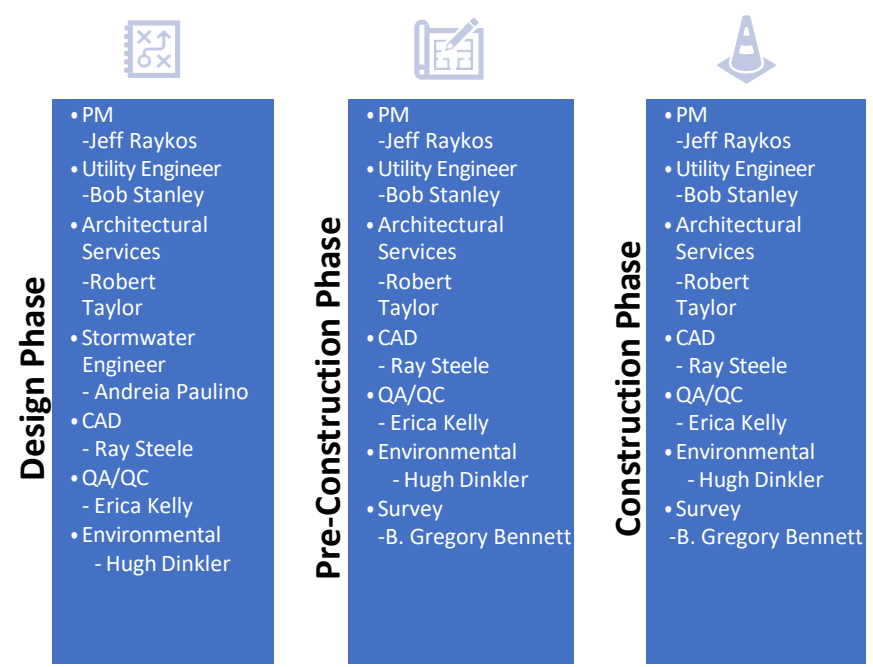 Design Phase
• PM
-Jeff Raykos
• Utility Engineer
-Bob Stanley
• Architectural
Services
-Robert
Taylor
• Stormwater
Engineer
- Andreia Paulino
• CAD
- Ray Steele
• QA/QC
- Erica Kelly
• Environmental
- Hugh Dinkler
Pre-Construction Phase
• PM
-Jeff Raykos
• Utility Engineer
-Bob Stanley
• Architectural
Services
-Robert
Taylor
• CAD
- Ray Steele
• QA/QC
- Erica Kelly
• Environmental
- Hugh Dinkler
• Survey
-B. Gregory Bennett
Construction Phase
• PM
-Jeff Raykos
• Utility Engineer
-Bob Stanley
• Architectural
Services
-Robert
Taylor
• CAD
- Ray Steele
• QA/QC
- Erica Kelly
• Environmental
- Hugh Dinkler
• Survey
-B. Gregory Bennett